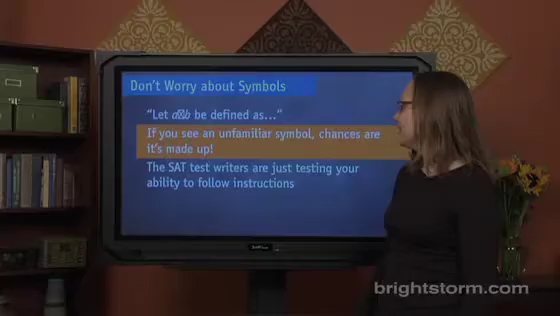 Don't Worry about Symbols
"Let a&b be defined as..."
If you see an unfamiliar symbol, chances are
it's made up!
The SAT test writers are just testing your
ability to follow instructions
brightstorm.com